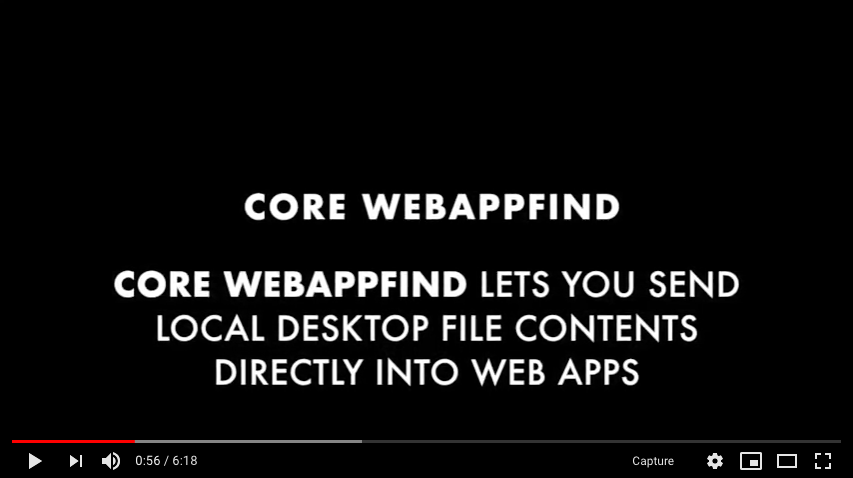 CORE WEBAPPFIND
CORE WEBAPPFIND LETS YOU SEND
LOCAL DESKTOP FILE CONTENTS
DIRECTLY INTO WEB APPS
0:56 / 6:18 Capture